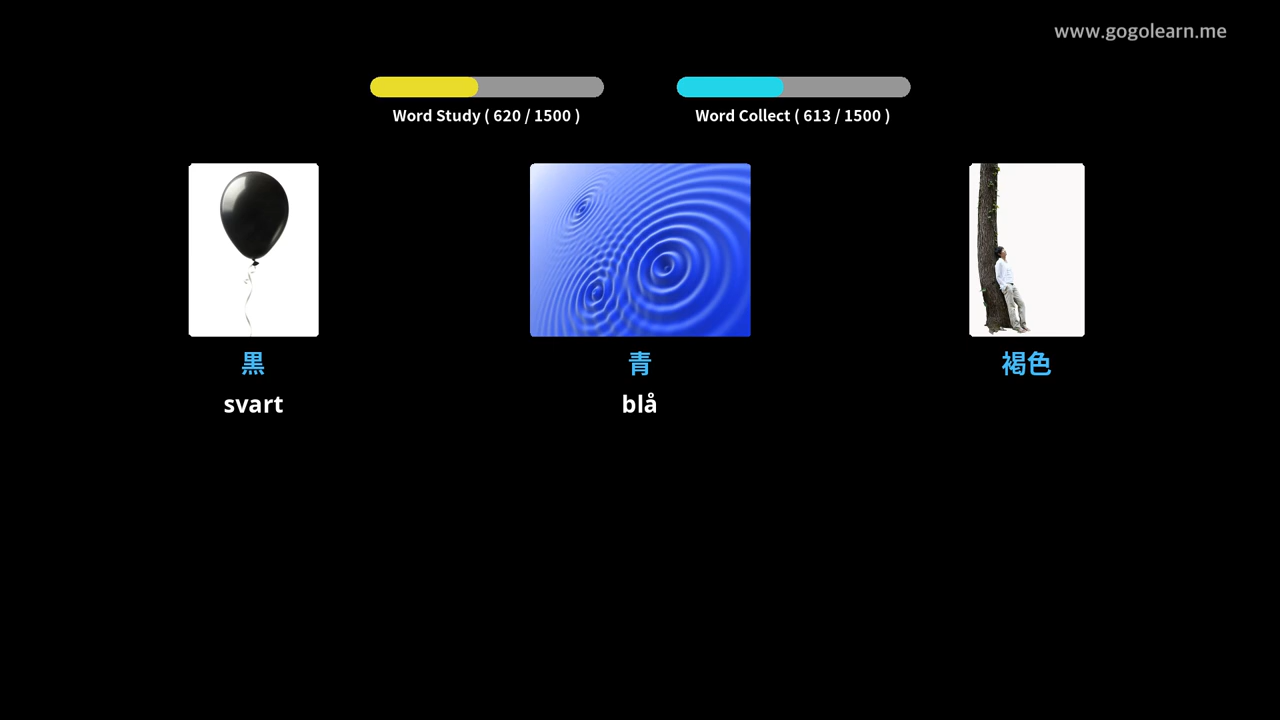 www.gogolearn.me
Word Study ( 620 / 1500 )
Word Collect ( 613 / 1500 )
黒
青
褐色
svart
blå